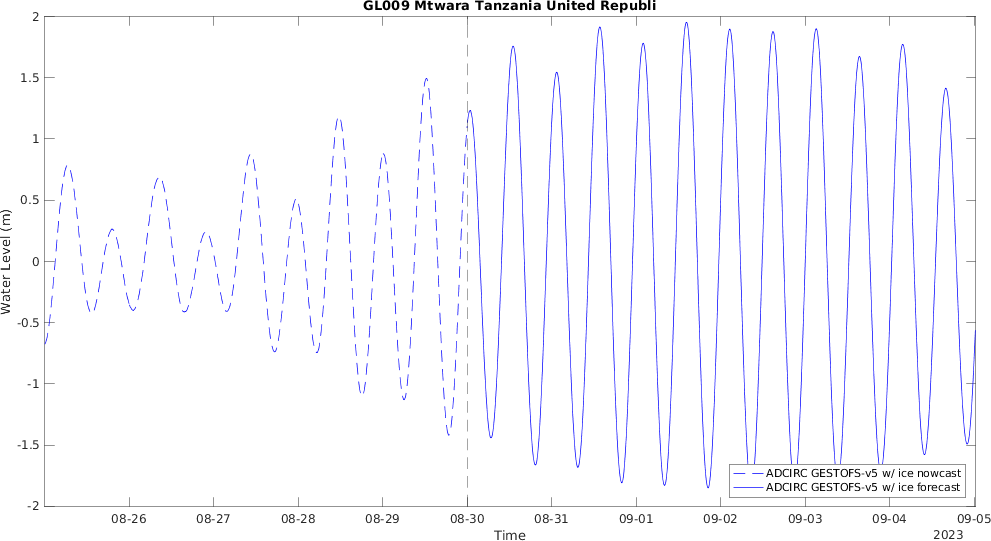 GL009 Mtwara Tanzania United Republi
2
1.5
1
0.5
0
-0.5
-1
-1.5
-2
Water Level (m)
ADCIRC GESTOFS-v5 w/ ice nowcast
ADCIRC GESTOFS-v5 w/ ice forecast
08-26 08-27 08-28 08-29 08-30 08-31 09-01 09-02 09-03 09-04 09-05
Time
2023